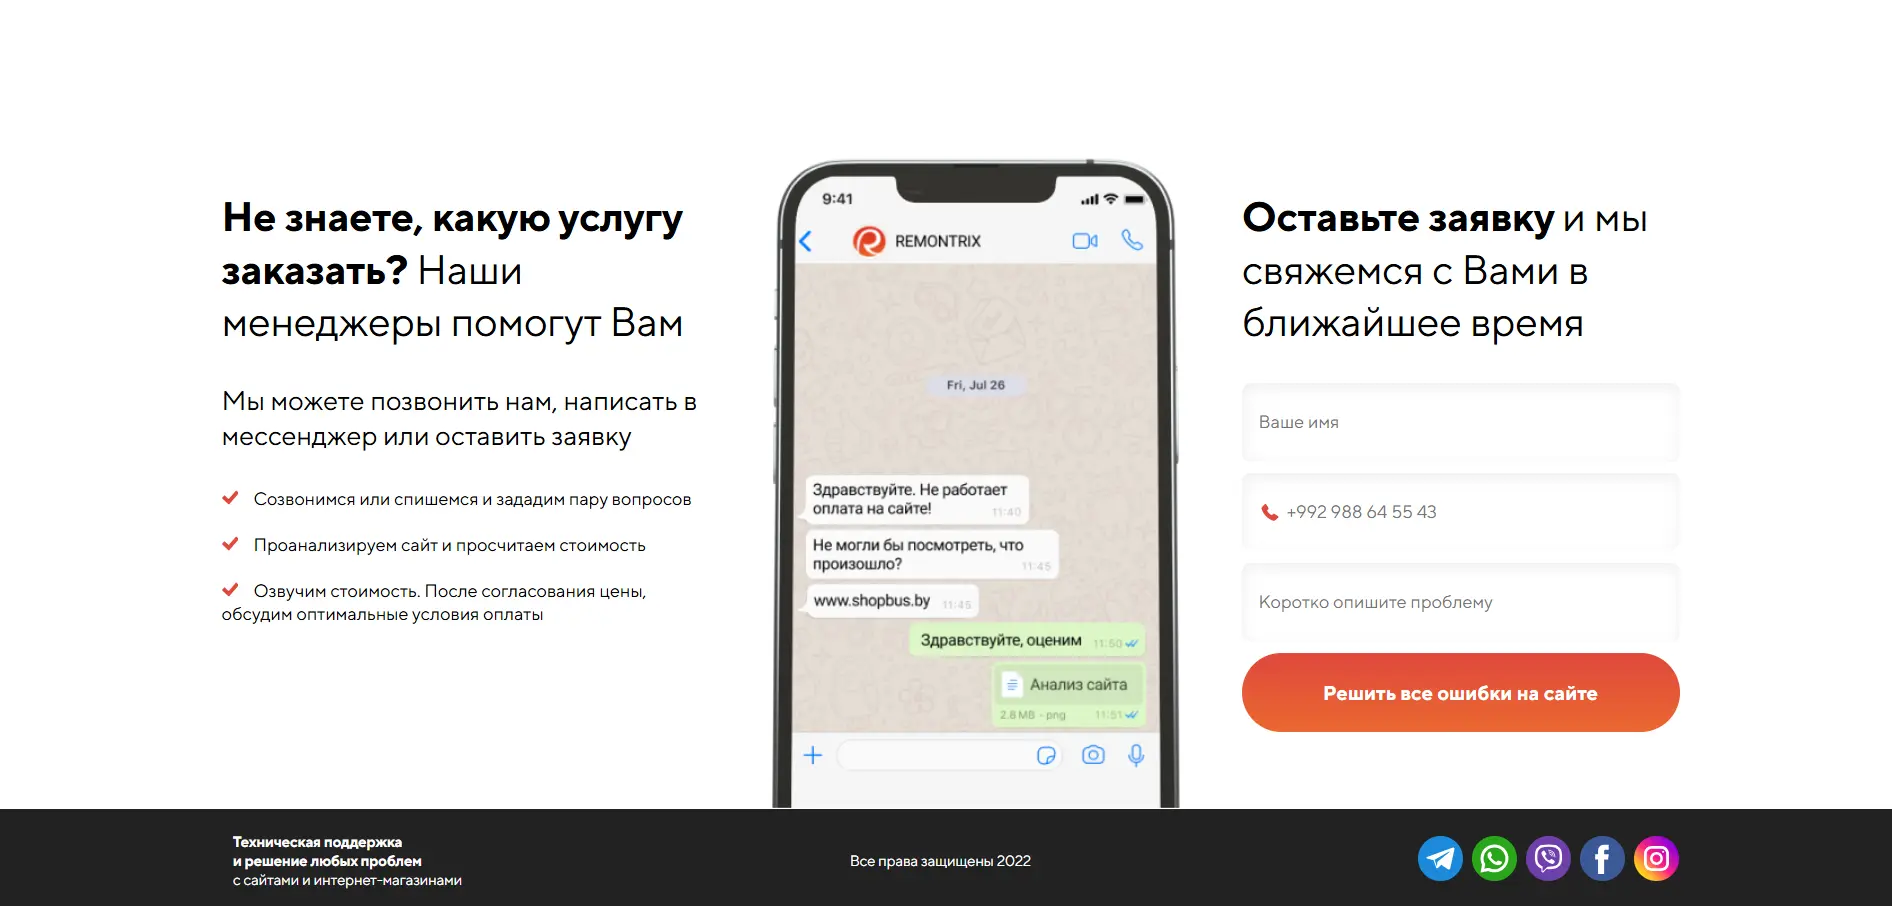 Не знаете, какую услугу
заказать? Наши
менеджеры помогут Вам
Мы можете позвонить нам, написать в
мессенджер или оставить заявку
Созвонимся или спишемся и зададим пару вопросов
Проанализируем сайт и просчитаем стоимость
Озвучим стоимость. После согласования цены,
обсудим оптимальные условия оплаты
9:41
REMONTRIX
Fri, Jul 26
Здравствуйте. Не работает
оплата на сайте!
11:40
Не могли бы посмотреть, что
произошло?
11:45
www.shopbus.by 11:45
Здравствуйте, оценим 11:50
Анализ сайта
2.8 MB - png 11:51
Оставьте заявку и мы
свяжемся с Вами в
ближайшее время
Ваше имя
+992 988 64 55 43
Коротко опишите проблему
Решить все ошибки на сайте
Техническая поддержка
и решение любых проблем
с сайтами и интернет-магазинами
Все права защищены 2022